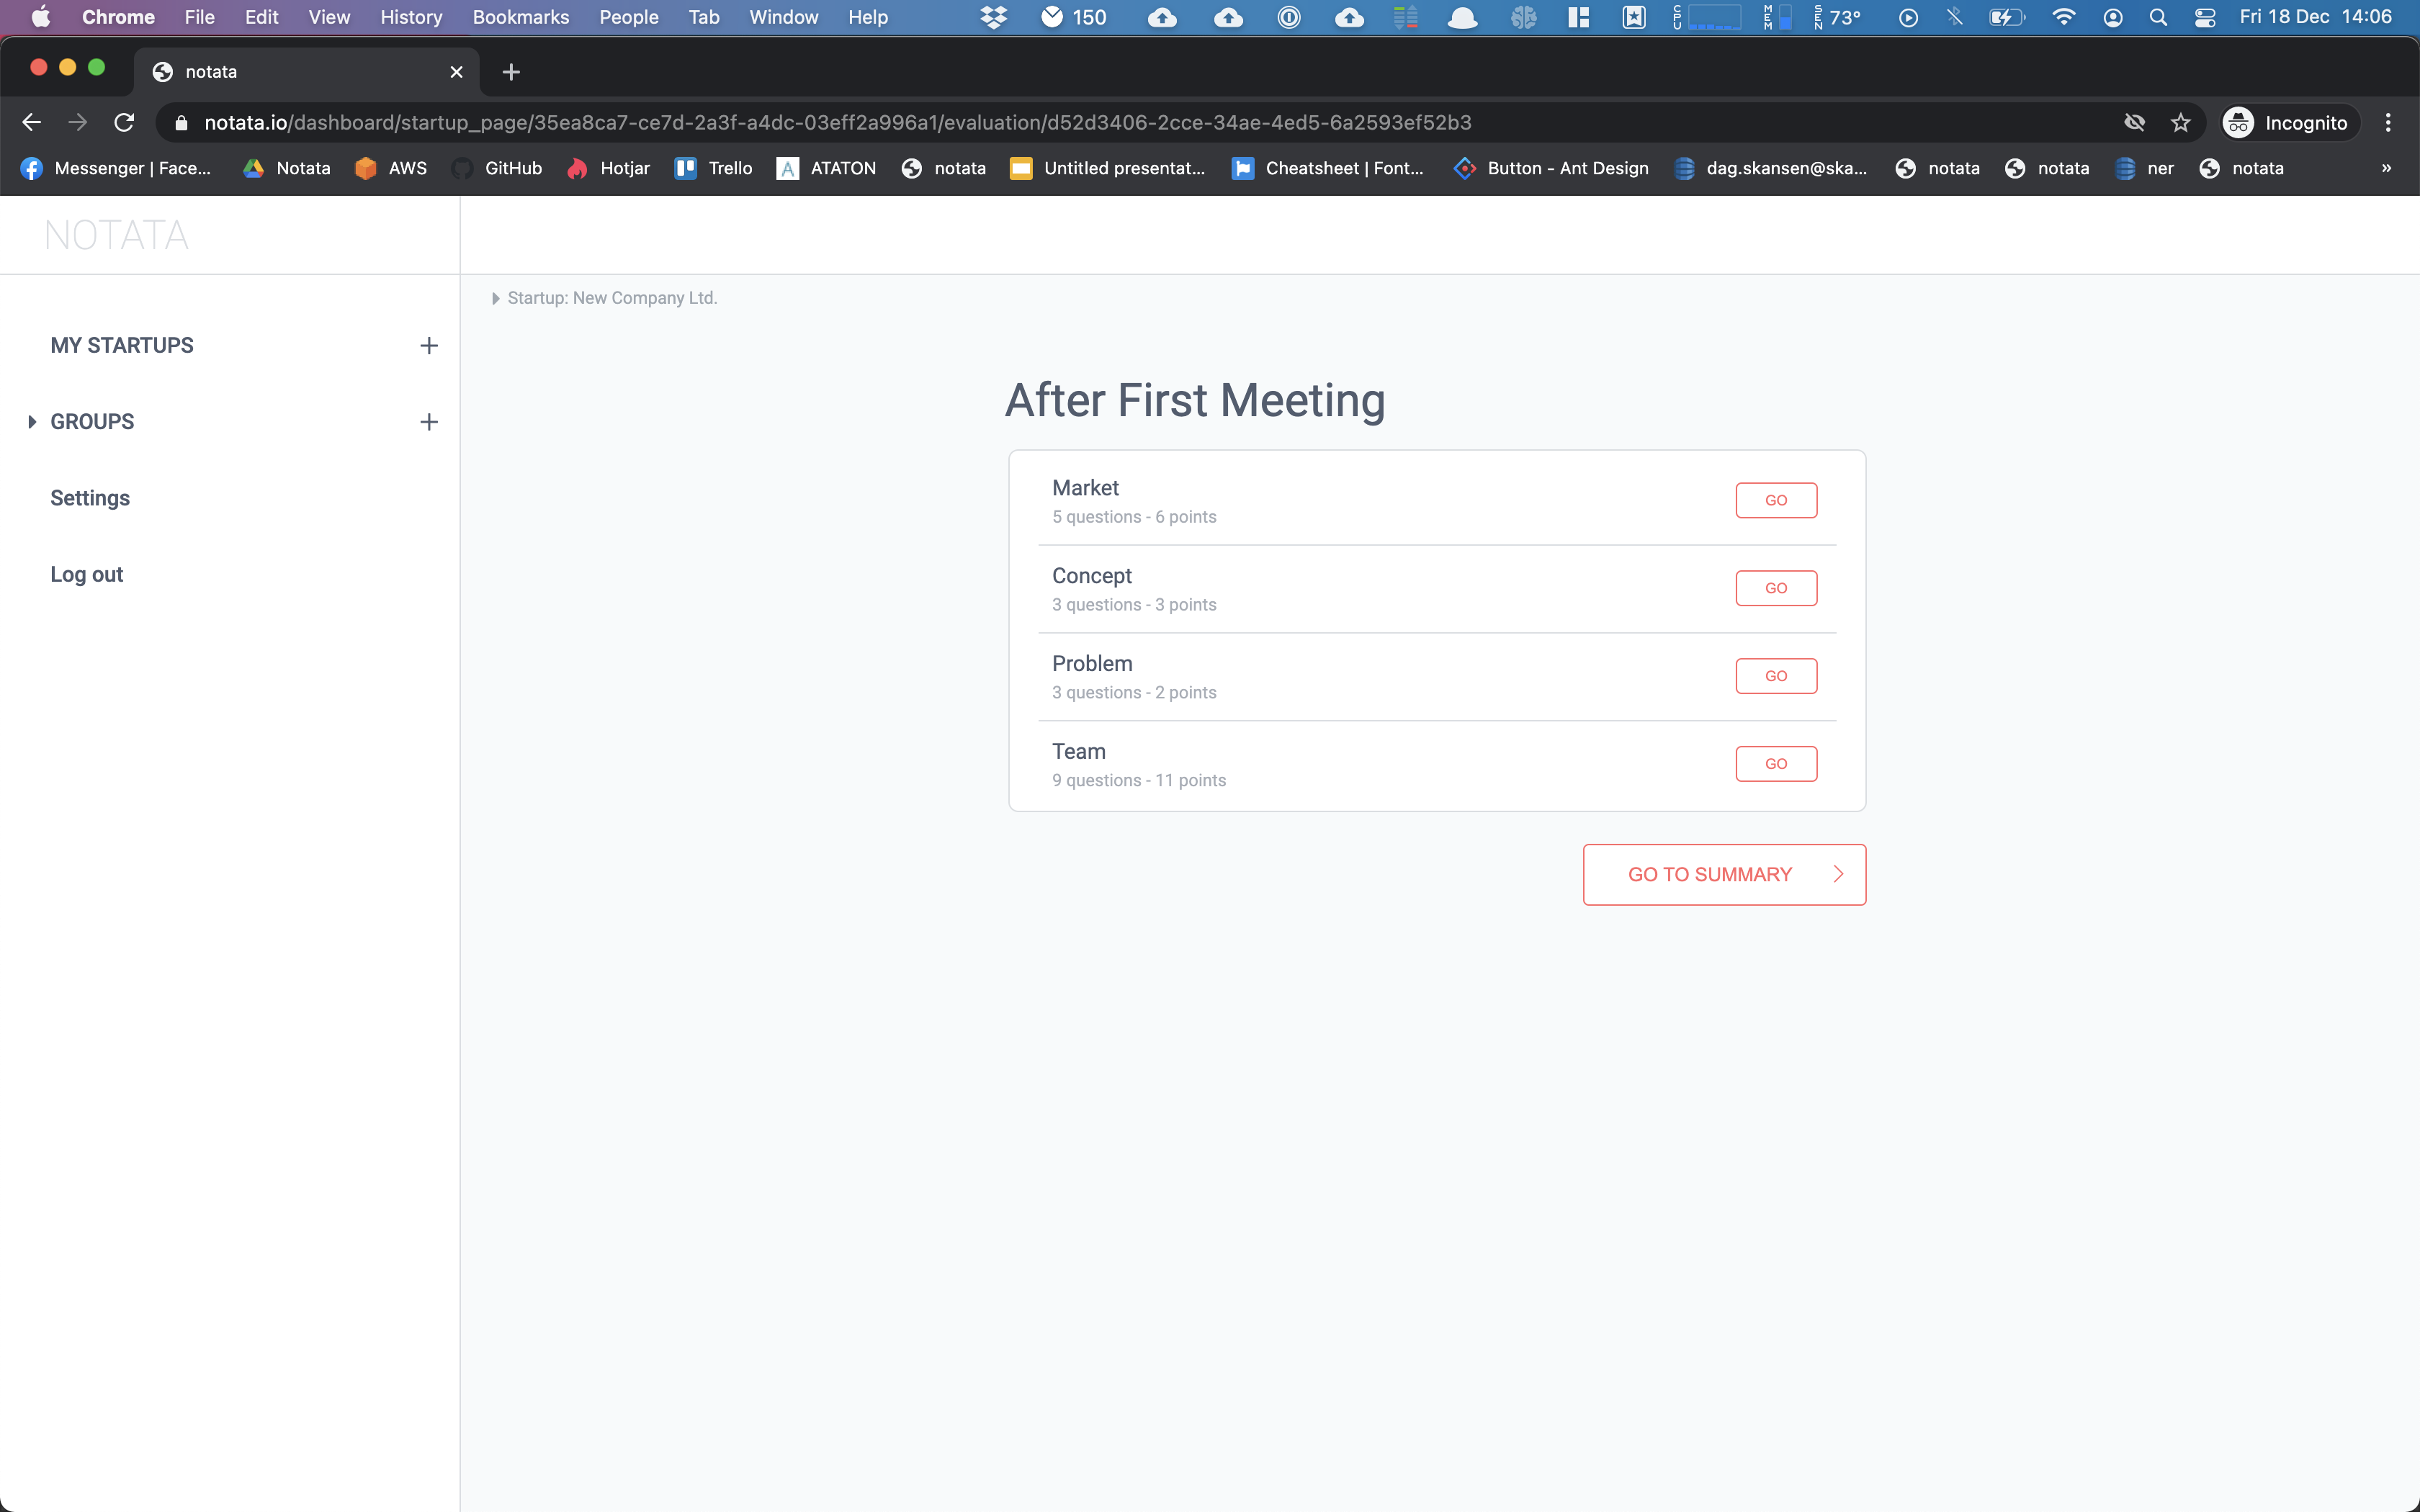 Chrome File Edit View History Bookmarks People Tab Window Help 150 CPU MEM SEN 73° Fri 18 Dec 14:06
notata
notata.io/dashboard/startup_page/35ea8ca7-ce7d-2a3f-a4dc-03eff2a996a1/evaluation/d52d3406-2cce-34ae-4ed5-6a2593ef52b3 Incognito
Messenger | Face... Notata AWS GitHub Hotjar Trello A ATATON notata Untitled presentat... Cheatsheet | Font... Button - Ant Design dag.skansen@ska... notata notata ner notata »
NOTATA
Startup: New Company Ltd.
MY STARTUPS
GROUPS
Settings
Log out
After First Meeting
Market
5 questions - 6 points
GO
Concept
3 questions - 3 points
GO
Problem
3 questions - 2 points
GO
Team
9 questions - 11 points
GO
GO TO SUMMARY